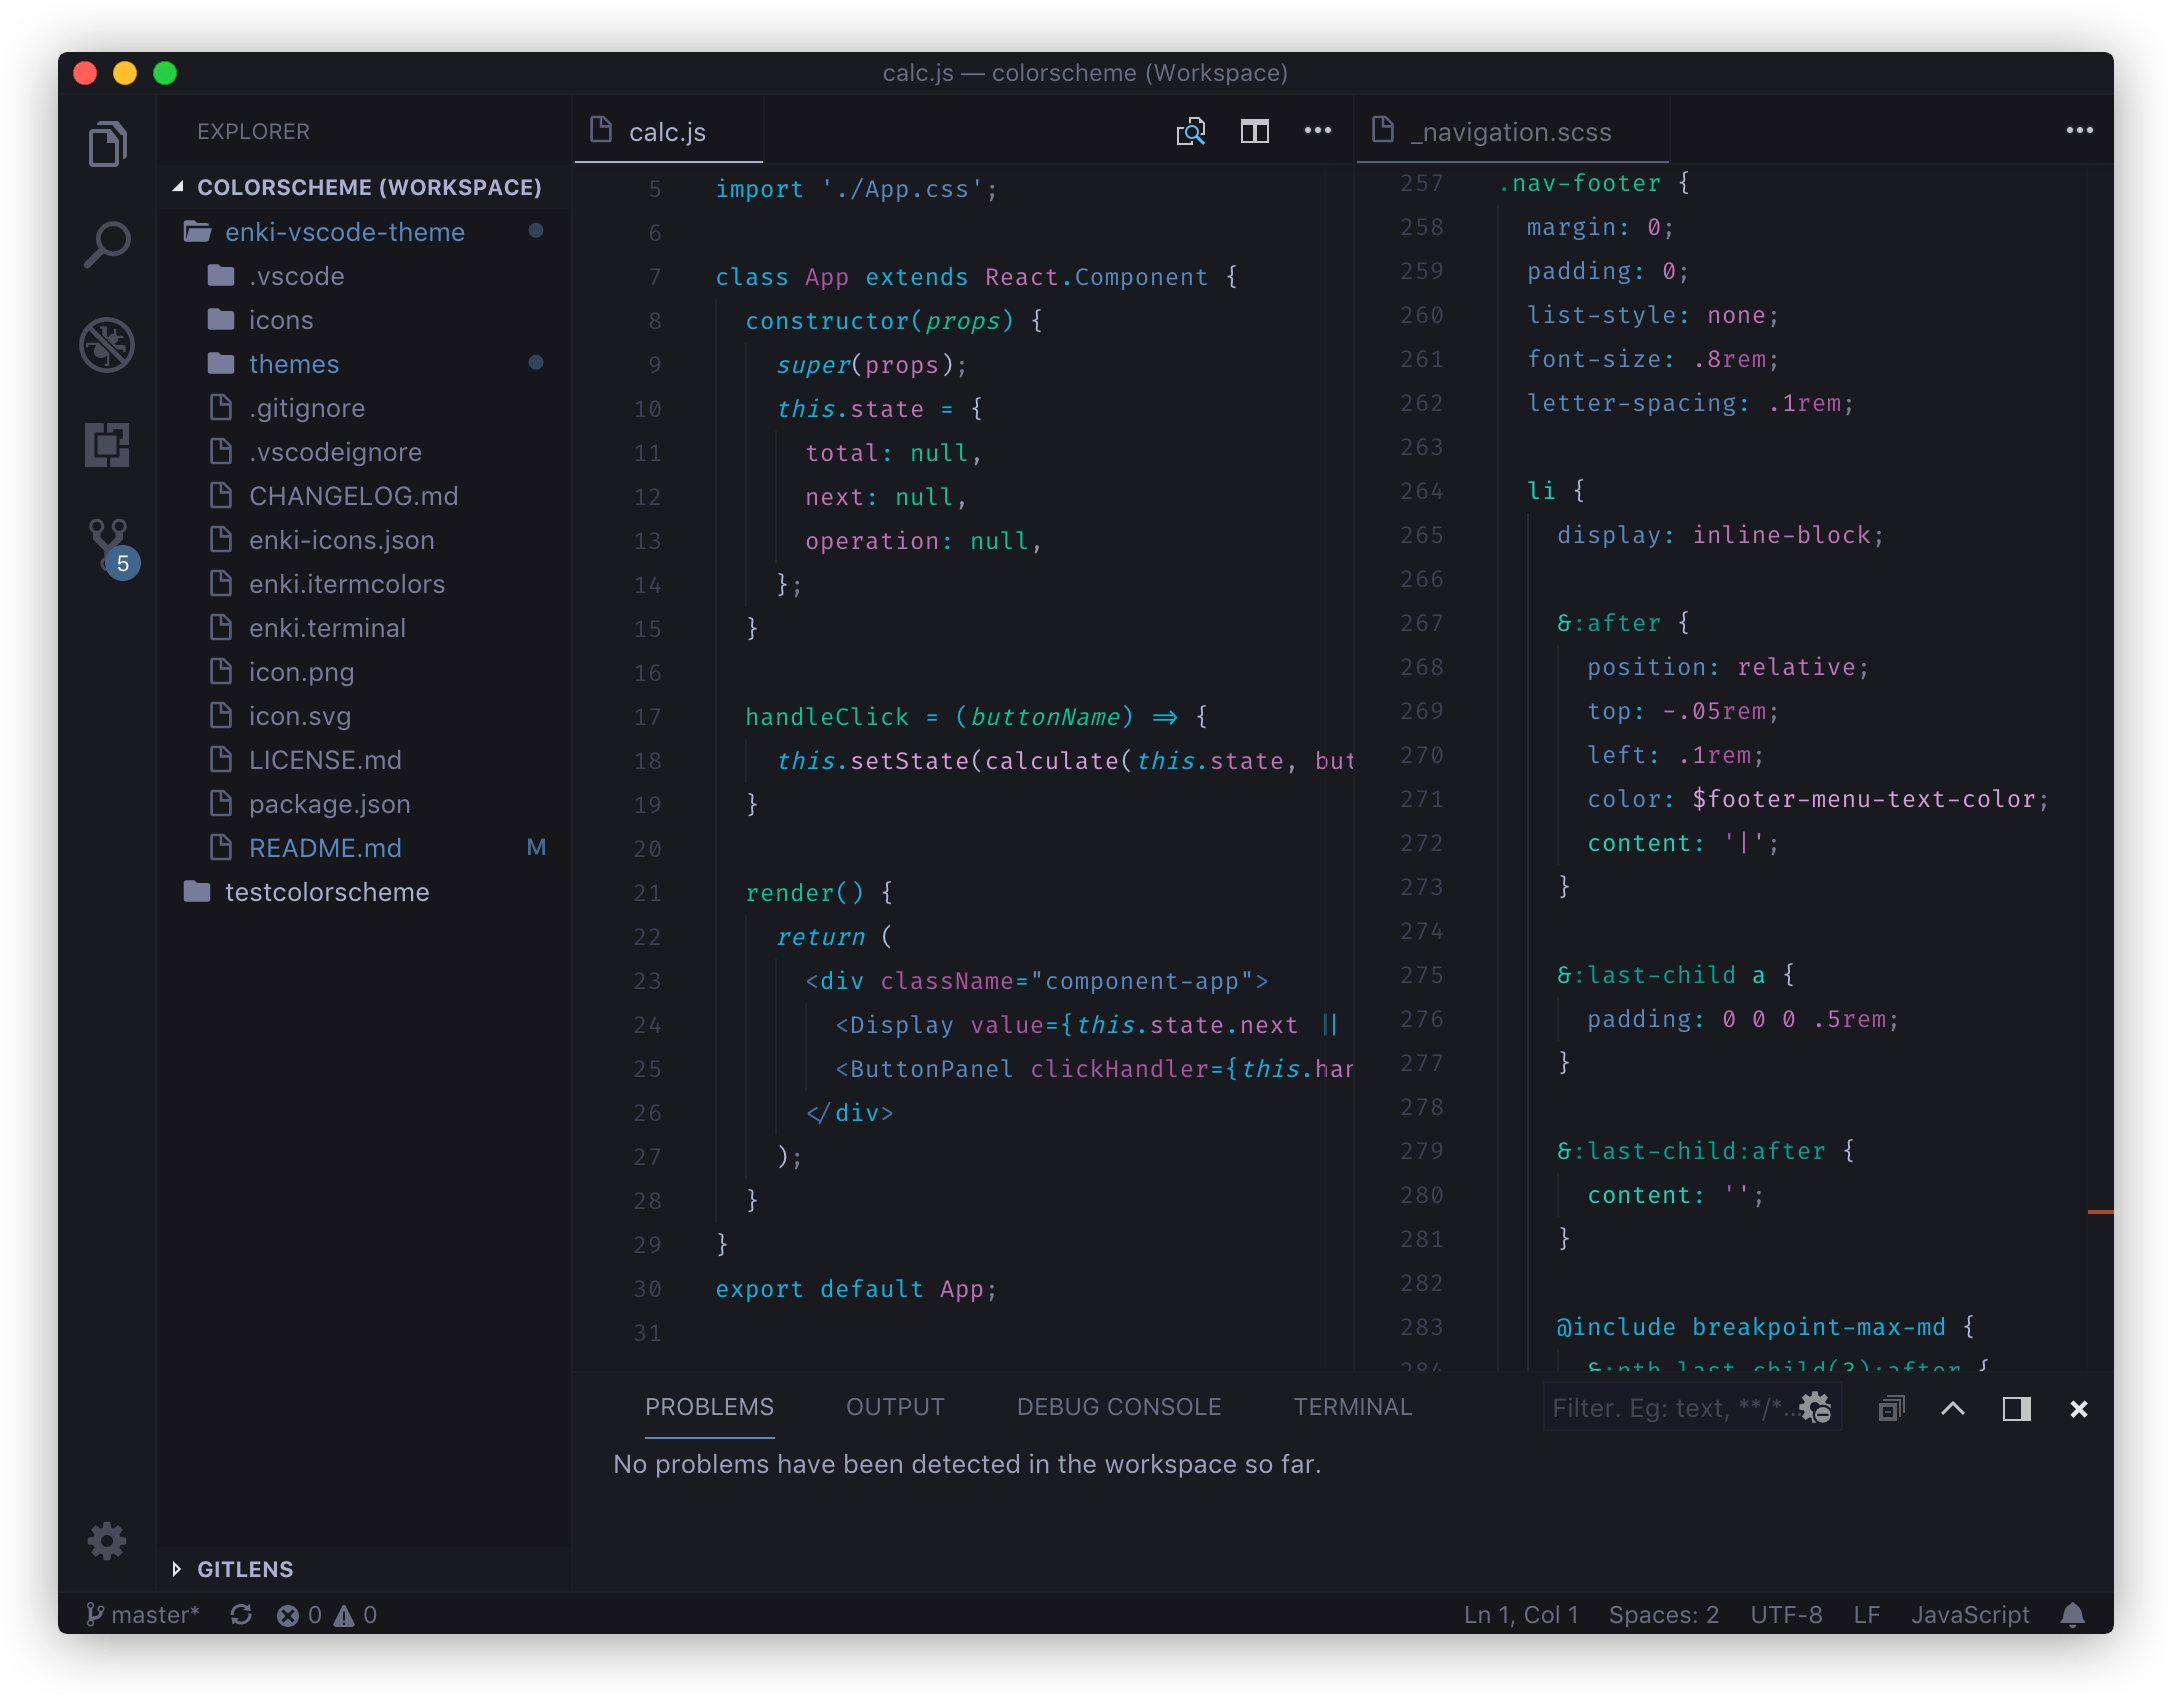 calc.js — colorscheme (Workspace)
EXPLORER
COLORSCHEME (WORKSPACE)
enki-vscode-theme
.vscode
icons
themes
.gitignore
.vscodeignore
CHANGELOG.md
enki-icons.json
enki.itermcolors
enki.terminal
icon.png
icon.svg
LICENSE.md
package.json
README.md M
testcolorscheme
GITLENS
5
calc.js
5 import './App.css';
6
7 class App extends React.Component {
8 constructor(props) {
9 super(props);
10 this.state = {
11 total: null,
12 next: null,
13 operation: null,
14 };
15 }
16
17 handleClick = (buttonName) => {
18 this.setState(calculate(this.state, but
19 }
20
21 render() {
22 return (
23 <div className="component-app">
24 <Display value={this.state.next ||
25 <ButtonPanel clickHandler={this.han
26 </div>
27 );
28 }
29 }
30 export default App;
31
_navigation.scss
257 .nav-footer {
258 margin: 0;
259 padding: 0;
260 list-style: none;
261 font-size: .8rem;
262 letter-spacing: .1rem;
263
264 li {
265 display: inline-block;
266
267 &:after {
268 position: relative;
269 top: -.05rem;
270 left: .1rem;
271 color: $footer-menu-text-color;
272 content: '|';
273 }
274
275 &:last-child a {
276 padding: 0 0 0 .5rem;
277 }
278
279 &:last-child:after {
280 content: '';
281 }
282
283 @include breakpoint-max-md {
284 &:nth-last-child(3):after {
PROBLEMS OUTPUT DEBUG CONSOLE TERMINAL Filter. Eg: text, **/*...
No problems have been detected in the workspace so far.
master* 0 0 Ln 1, Col 1 Spaces: 2 UTF-8 LF JavaScript